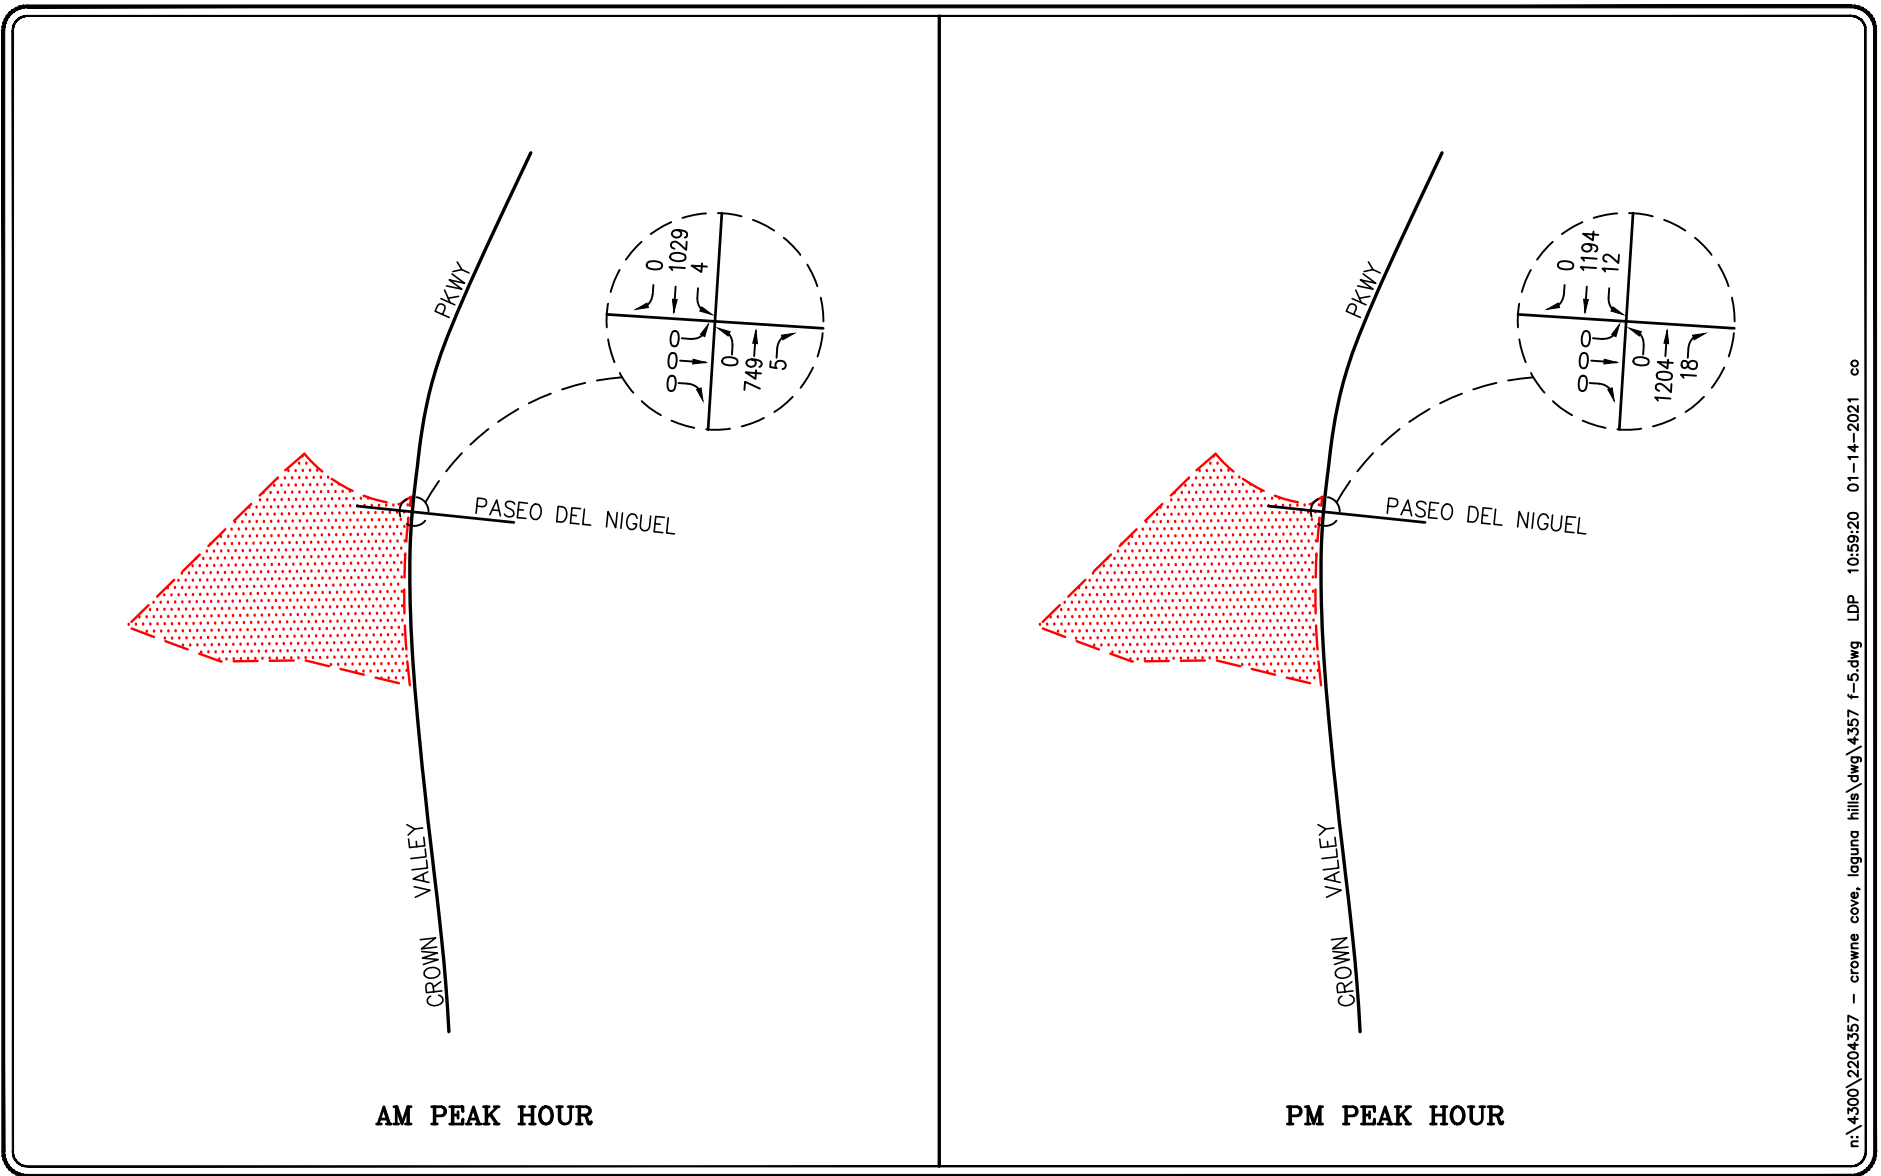 PKWY
0
1029
4
0
0
0
0
749
5
PASEO DEL NIGUEL
CROWN VALLEY
AM PEAK HOUR
PKWY
0
1194
12
0
0
0
0
1204
18
PASEO DEL NIGUEL
CROWN VALLEY
PM PEAK HOUR
n:\4300\2204357 - crowne cove, laguna hills\dwg\4357 f-5.dwg LDP 10:59:20 01-14-2021 co